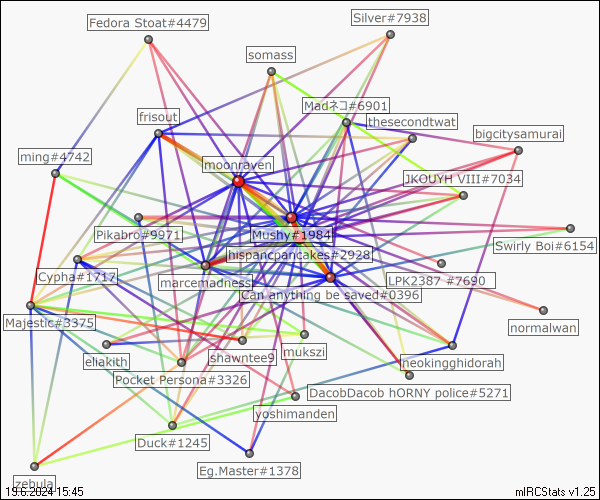 Silver#7938
Fedora Stoat#4479
somass
Madネコ#6901
frisout
thesecondtwat
bigcitysamurai
ming#4742
moonraven
JKOUYH VIII#7034
Pikabro#9971
Mushy#1984
Swirly Boi#6154
hispancpancakes#2928
Cypha#1717
marcemadness
LPK2387 #7690
Can anything be saved#0396
Majestic#3375
normalwan
eliakith
shawntee9
mukszi
neokingghidorah
Pocket Persona#3326
DacobDacob hORNY police#5271
yoshimanden
Duck#1245
Eg.Master#1378
zebula
19.6.2024 15:45
mIRCStats v1.25